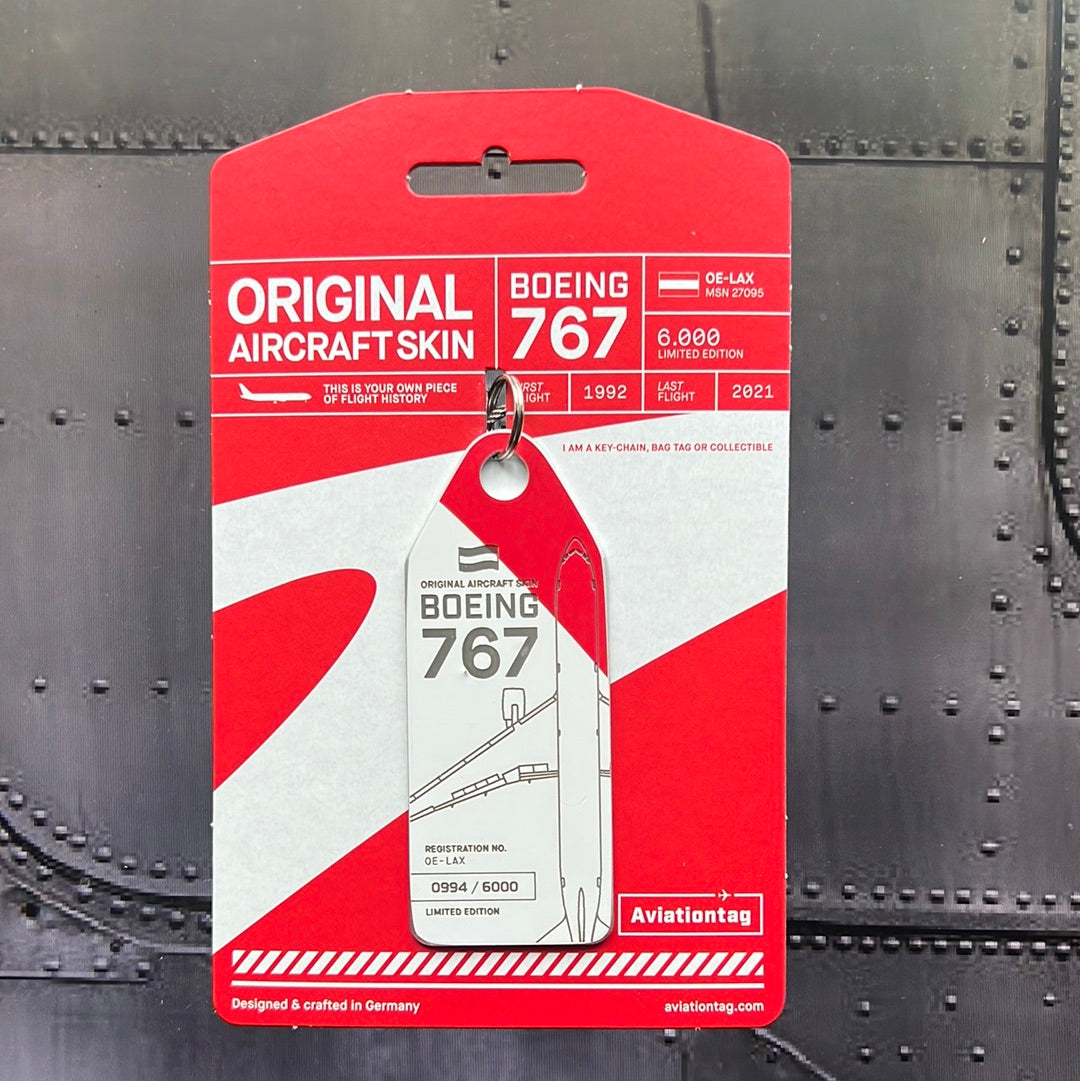 ORIGINAL
AIRCRAFT SKIN
BOEING
767
OE-LAX
MSN 27095
6.000
LIMITED EDITION
THIS IS YOUR OWN PIECE
OF FLIGHT HISTORY
1992
LAST
FLIGHT
2021
I AM A KEY-CHAIN, BAG TAG OR COLLECTIBLE
ORIGINAL AIRCRAFT SKIN
BOEING
767
REGISTRATION NO.
OE-LAX
0994 / 6000
LIMITED EDITION
Aviationtag
Designed & crafted in Germany
aviationtag.com